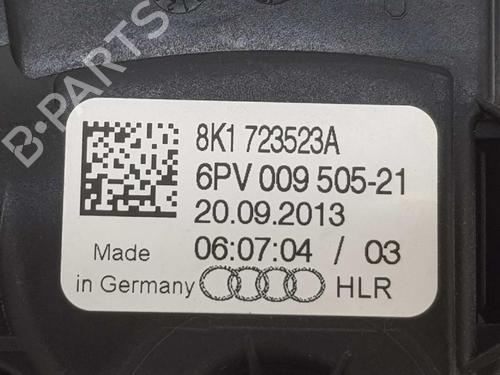 B-PARTS
8K1 723523A
6PV 009 505-21
20.09.2013
Made 06:07:04 / 03
in Germany HLR